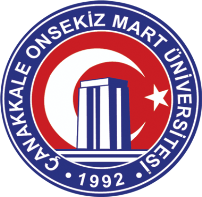 ÇANAKKALE ONSEKİZ MART ÜNİVERSİTESİ
• 1992 •